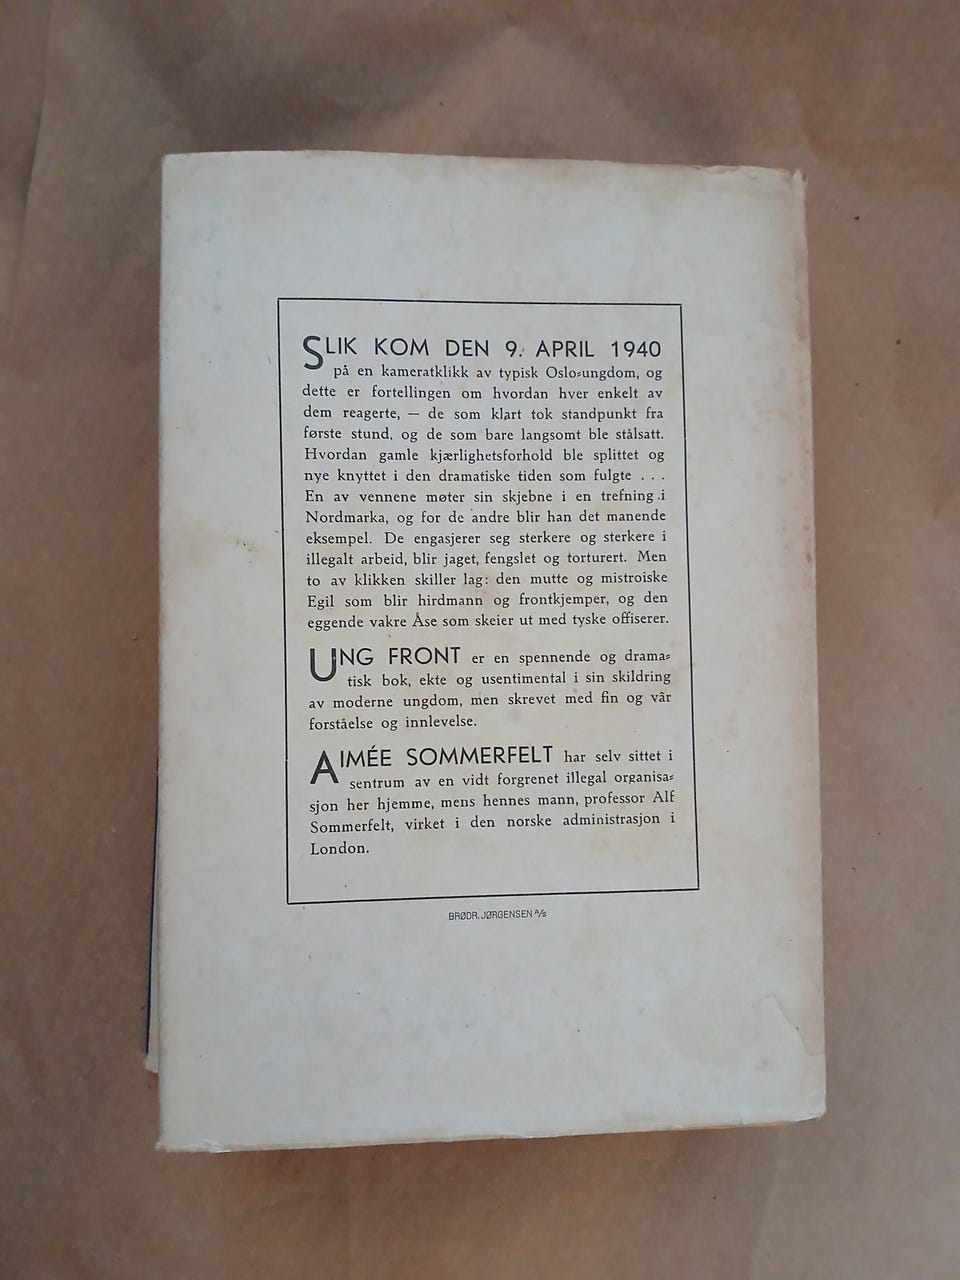 SLIK KOM DEN 9. APRIL 1940
på en kameratklikk av typisk Oslo-ungdom, og
dette er fortellingen om hvordan hver enkelt av
dem reagerte, — de som klart tok standpunkt fra
første stund, og de som bare langsomt ble stålsatt.
Hvordan gamle kjærlighetsforhold ble splittet og
nye knyttet i den dramatiske tiden som fulgte . . .
En av vennene møter sin skjebne i en trefning i
Nordmarka, og for de andre blir han det manende
eksempel. De engasjerer seg sterkere og sterkere i
illegalt arbeid, blir jaget, fengslet og torturert. Men
to av klikken skiller lag: den mutte og mistroiske
Egil som blir hirdmann og frontkjemper, og den
eggende vakre Åse som skeier ut med tyske offiserer.
UNG FRONT er en spennende og drama-
tisk bok, ekte og usentimental i sin skildring
av moderne ungdom, men skrevet med fin og vår
forståelse og innlevelse.
AIMÉE SOMMERFELT har selv sittet i
sentrum av en vidt forgrenet illegal organisa-
sjon her hjemme, mens hennes mann, professor Alf
Sommerfelt, virket i den norske administrasjon i
London.
BRØDR. JØRGENSEN A/S